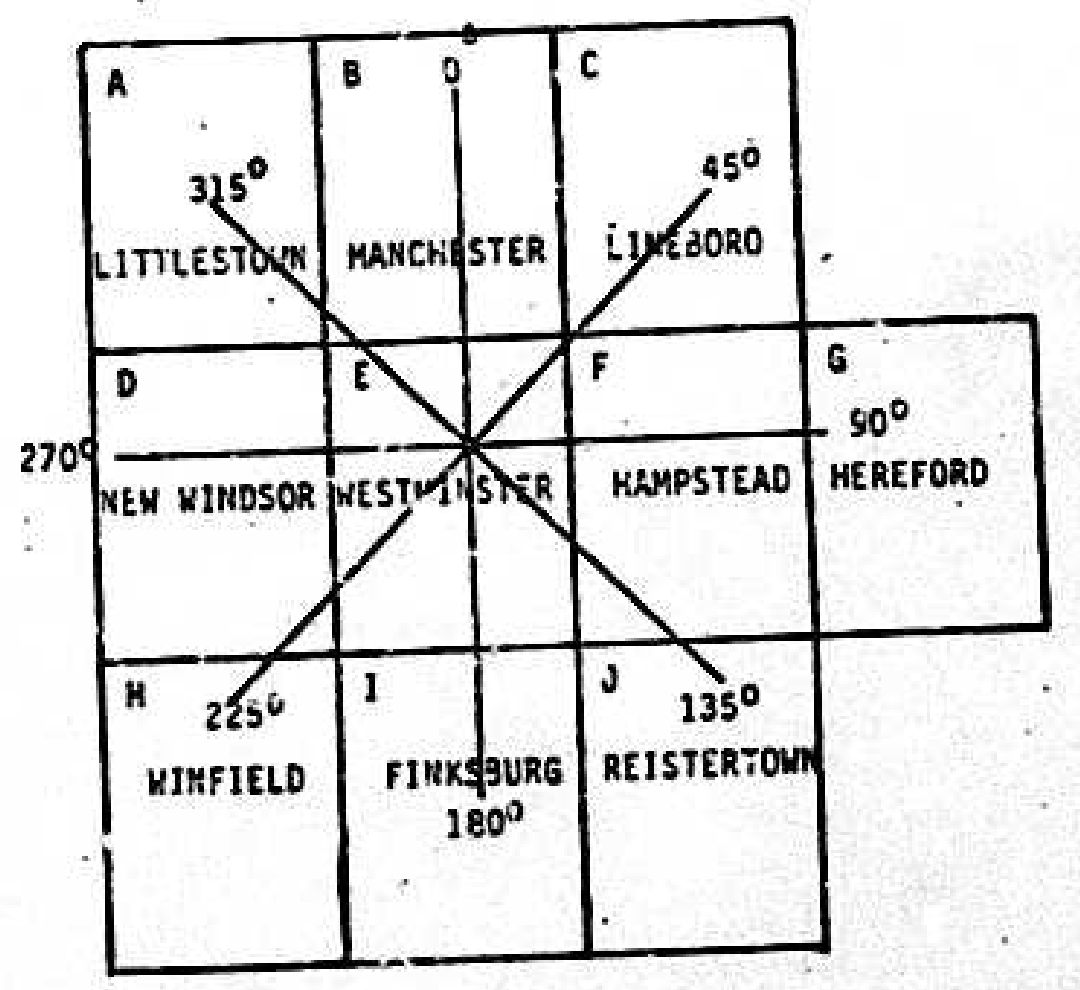 A
B
0
C
315°
45°
LITTLESTOWN
MANCHESTER
LINEBORO
D
E
F
G
270°
90°
NEW WINDSOR
WESTMINSTER
HAMPSTEAD
HEREFORD
H
I
J
225°
135°
WINFIELD
FINKSBURG
REISTERTOWN
180°